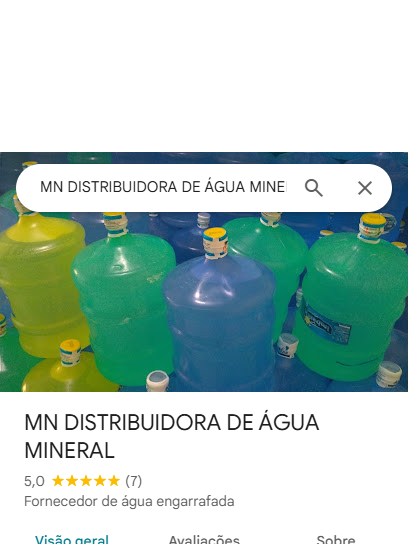 MN DISTRIBUIDORA DE ÁGUA MINE
MN DISTRIBUIDORA DE ÁGUA
MINERAL
5,0 ★★★★★ (7)
Fornecedor de água engarrafada
Visão geral Avaliações Sobre